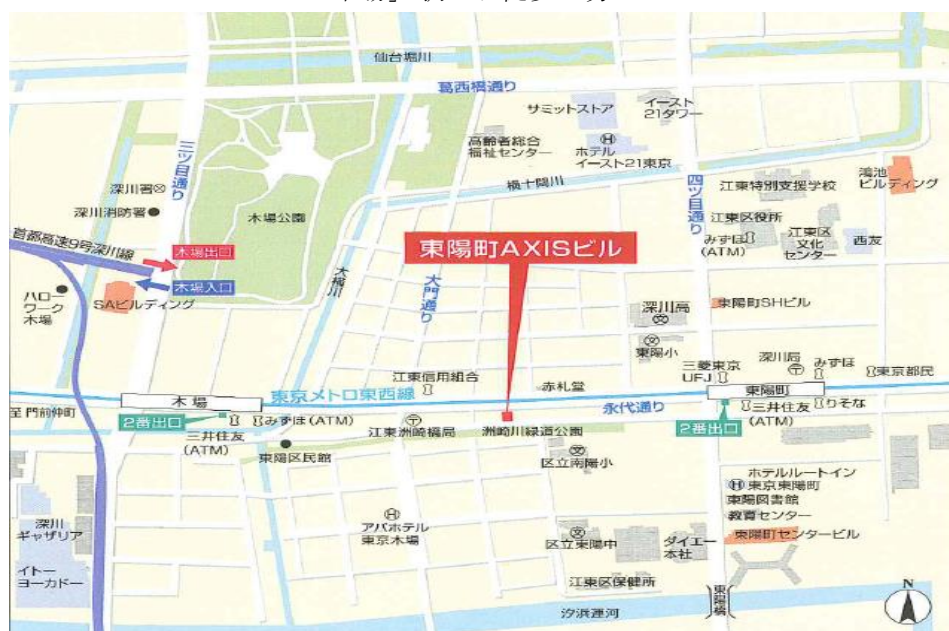 仙台堀川
葛西橋通り
サミットストア
イースト
21タワー
高齢者総合
福祉センター
ホテル
イースト21東京
横十間川
三ツ目通り
四ツ目通り
深川署
深川消防署
木場公園
江東特別支援学校
鴻池
ビルディング
江東区役所
みずほ
(ATM)
江東区
文化
センター
西友
首都高速9号深川線
木場出口
木場入口
東陽町AXISビル
大横川
大門通り
ハロー
ワーク
木場
SAビルディング
深川高
東陽町SHビル
東陽小
江東信用組合
赤札堂
三菱東京
UFJ
深川局
みずほ
東京都民
東京メトロ東西線
木場
東陽町
至 門前仲町
2番出口
みずほ(ATM)
三井住友
(ATM)
江東洲崎橋局
洲崎川緑道公園
永代通り
2番出口
三井住友
(ATM)
りそな
東陽区民館
区立南陽小
ホテルルートイン
東京東陽町
東陽図書館
教育センター
深川
ギャザリア
アパホテル
東京木場
区立東陽中
ダイエー
本社
東陽町センタービル
イトー
ヨーカドー
江東区保健所
東陽橋
汐浜運河
N